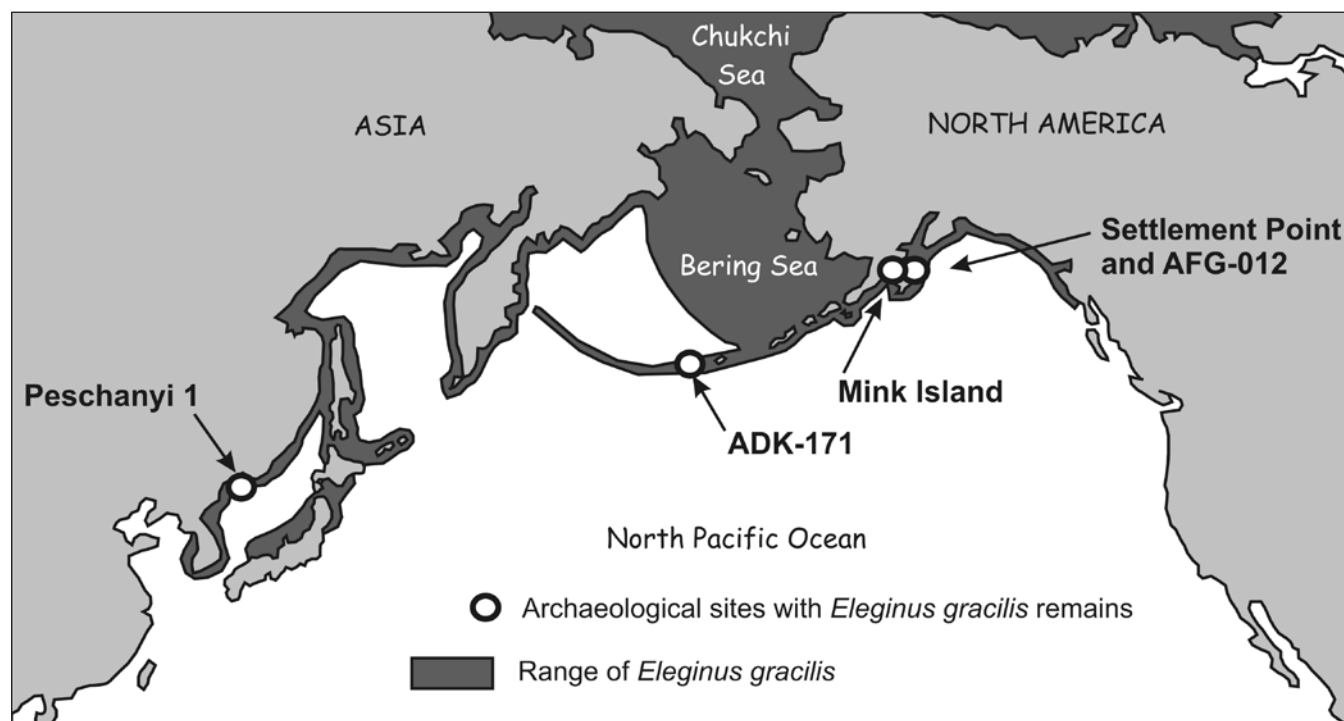 Chukchi
Sea
ASIA
NORTH AMERICA
Settlement Point
and AFG-012
Bering Sea
Mink Island
Peschanyi 1
ADK-171
North Pacific Ocean
Archaeological sites with Eleginus gracilis remains
Range of Eleginus gracilis